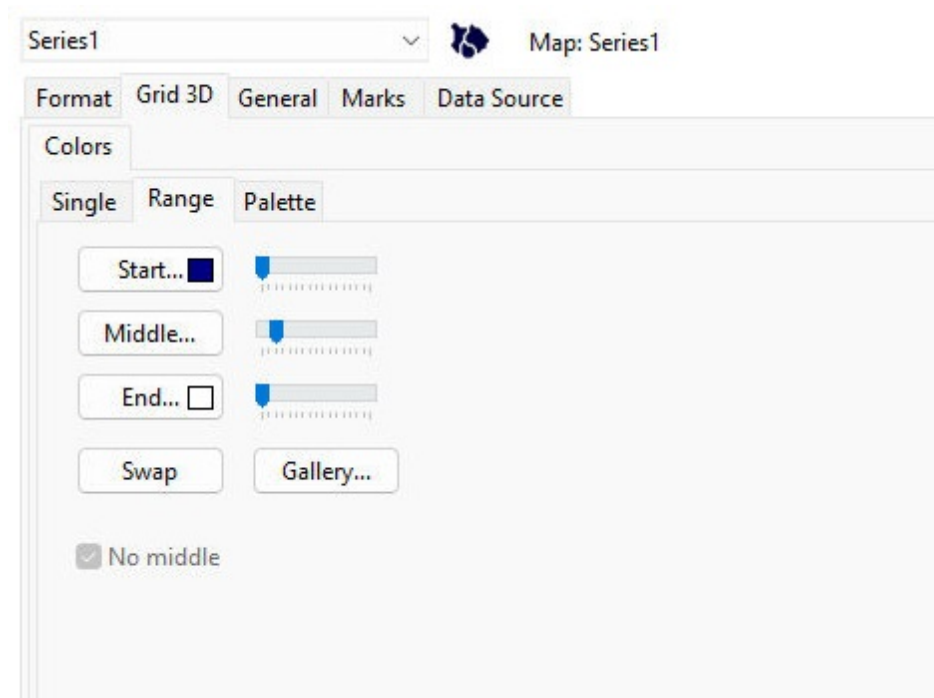 Series1 Map: Series1
Format Grid 3D General Marks Data Source
Colors
Single Range Palette
Start...
Middle...
End...
Swap Gallery...
No middle